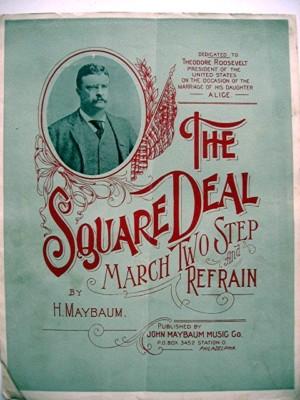 DEDICATED TO
THEODORE ROOSEVELT
PRESIDENT OF THE
UNITED STATES
ON THE OCCASION OF THE
MARRIAGE OF HIS DAUGHTER
ALICE.
THE
SQUARE DEAL
MARCH TWO STEP
and
REFRAIN
BY
H. MAYBAUM.
PUBLISHED BY
JOHN MAYBAUM MUSIC CO.
P.O. BOX 3452 STATION O.
PHILADELPHIA